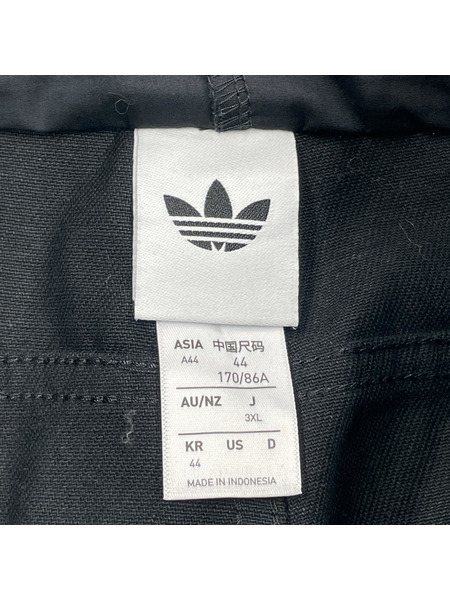 ASIA 中国尺码
A44 44
170/86A
AU/NZ J
3XL
KR US D
44
MADE IN INDONESIA